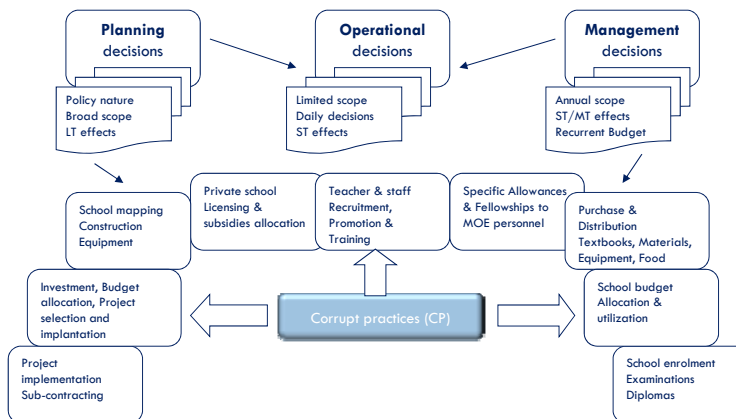 Planning
decisions
Operational
decisions
Management
decisions
Policy nature
Broad scope
LT effects
Limited scope
Daily decisions
ST effects
Annual scope
ST/MT effects
Recurrent Budget
School mapping
Construction
Equipment
Private school
Licensing &
subsidies allocation
Teacher & staff
Recruitment,
Promotion &
Training
Specific Allowances
& Fellowships to
MOE personnel
Purchase &
Distribution
Textbooks, Materials,
Equipment, Food
Investment, Budget
allocation, Project
selection and
implantation
Corrupt practices (CP)
School budget
Allocation &
utilization
Project
implementation
Sub-contracting
School enrolment
Examinations
Diplomas